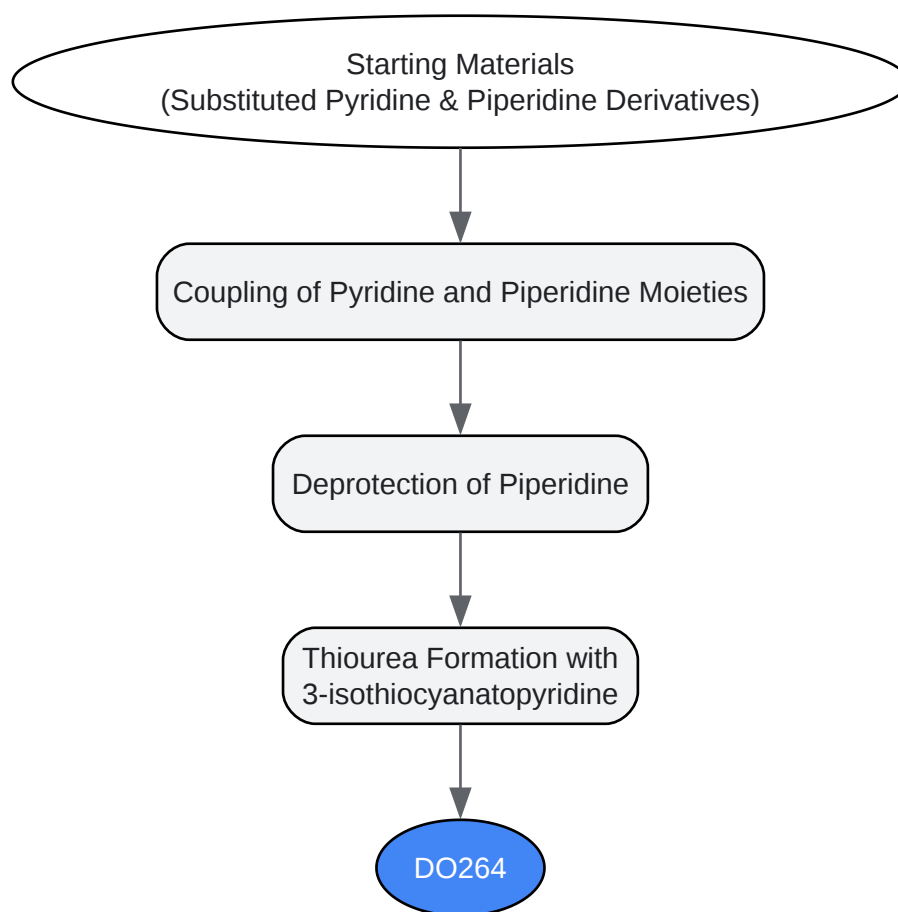 Starting Materials
(Substituted Pyridine & Piperidine Derivatives)
Coupling of Pyridine and Piperidine Moieties
Deprotection of Piperidine
Thiourea Formation with
3-isothiocyanatopyridine
DO264